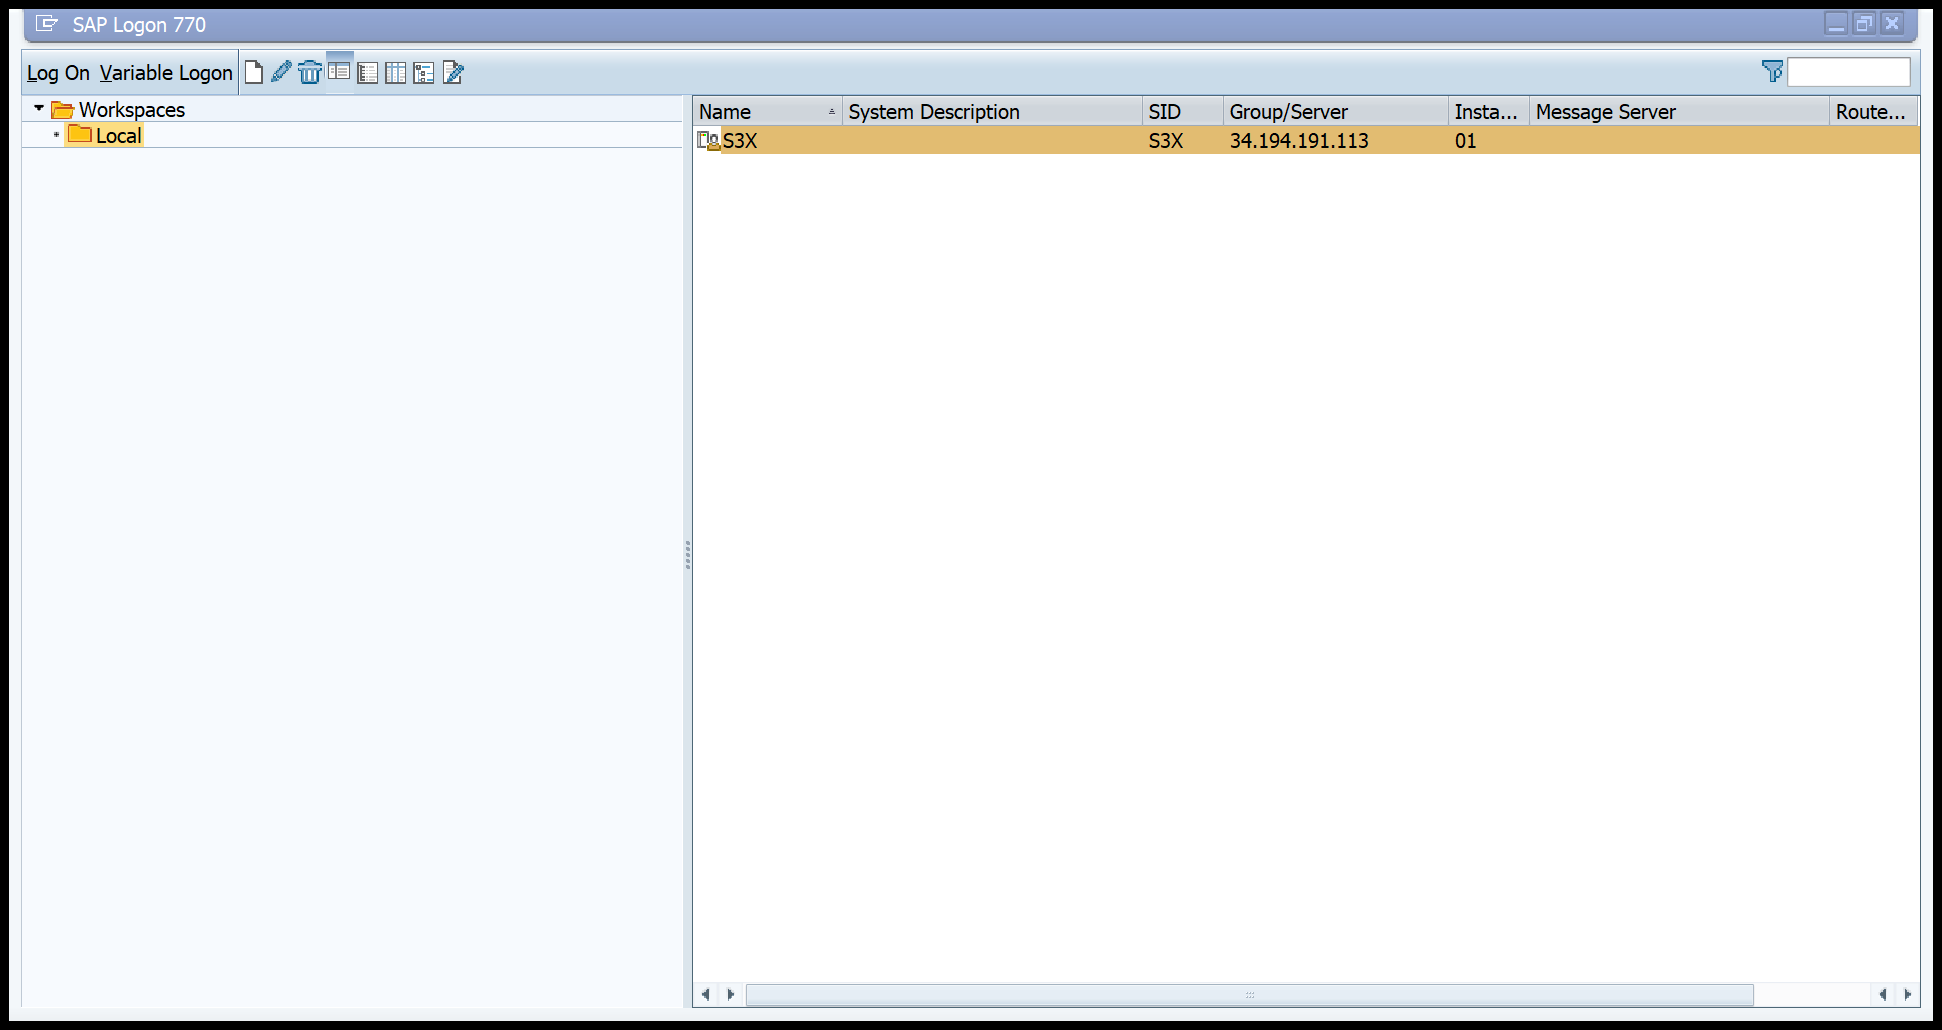 SAP Logon 770
Log On Variable Logon
Workspaces
Local
Name System Description SID Group/Server Insta... Message Server Route...
S3X S3X 34.194.191.113 01